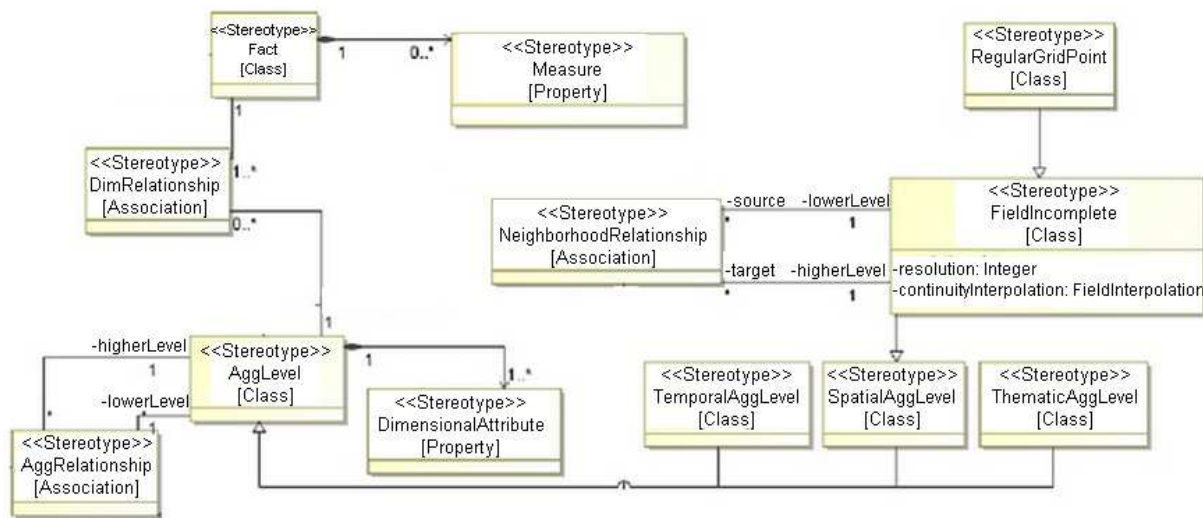 <<Stereotype>>
Fact
[Class]
1
0..*
<<Stereotype>>
Measure
[Property]
<<Stereotype>>
RegularGridPoint
[Class]
1
1..*
<<Stereotype>>
DimRelationship
[Association]
0..*
<<Stereotype>>
NeighborhoodRelationship
[Association]
-source
-lowerLevel
*
1
-target
-higherLevel
*
1
<<Stereotype>>
FieldIncomplete
[Class]
-resolution: Integer
-continuityInterpolation: FieldInterpolation
1
-higherLevel
1
*
-lowerLevel
*
1
<<Stereotype>>
AggLevel
[Class]
1
1..*
<<Stereotype>>
DimensionalAttribute
[Property]
<<Stereotype>>
TemporalAggLevel
[Class]
<<Stereotype>>
SpatialAggLevel
[Class]
<<Stereotype>>
ThematicAggLevel
[Class]
<<Stereotype>>
AggRelationship
[Association]